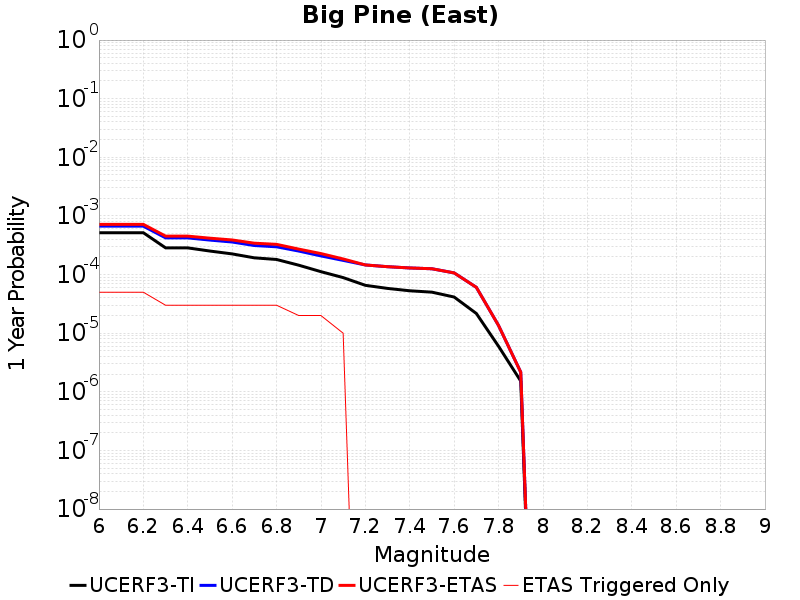 Big Pine (East)
1 Year Probability
10^0
10^-1
10^-2
10^-3
10^-4
10^-5
10^-6
10^-7
10^-8
6 6.2 6.4 6.6 6.8 7 7.2 7.4 7.6 7.8 8 8.2 8.4 8.6 8.8 9
Magnitude
UCERF3-TI UCERF3-TD UCERF3-ETAS ETAS Triggered Only